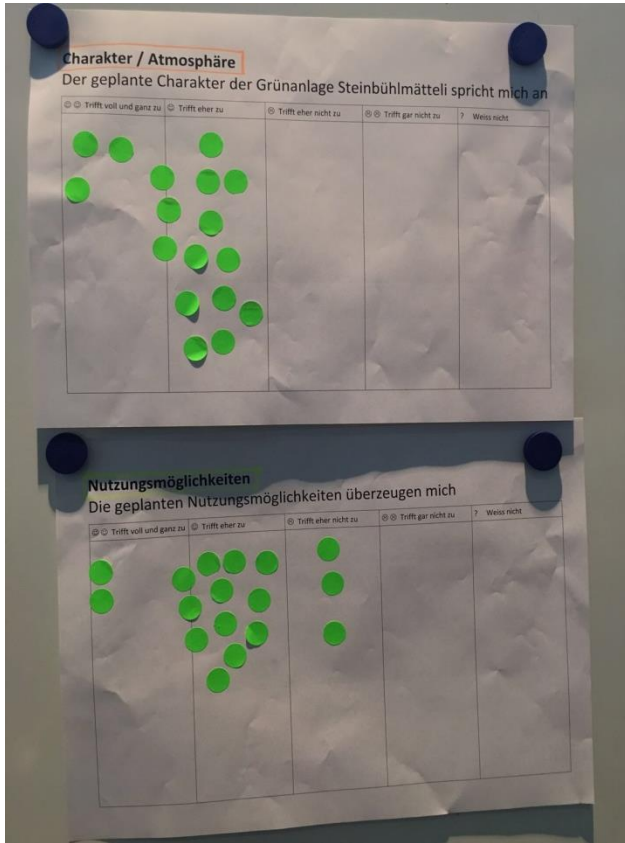 Charakter / Atmosphäre
Der geplante Charakter der Grünanlage Steinbühlmätteli spricht mich an
☺☺ Trifft voll und ganz zu ☺ Trifft eher zu ☹ Trifft eher nicht zu ☹☹ Trifft gar nicht zu ? Weiss nicht
Nutzungsmöglichkeiten
Die geplanten Nutzungsmöglichkeiten überzeugen mich
☺☺ Trifft voll und ganz zu ☺ Trifft eher zu ☹ Trifft eher nicht zu ☹☹ Trifft gar nicht zu ? Weiss nicht